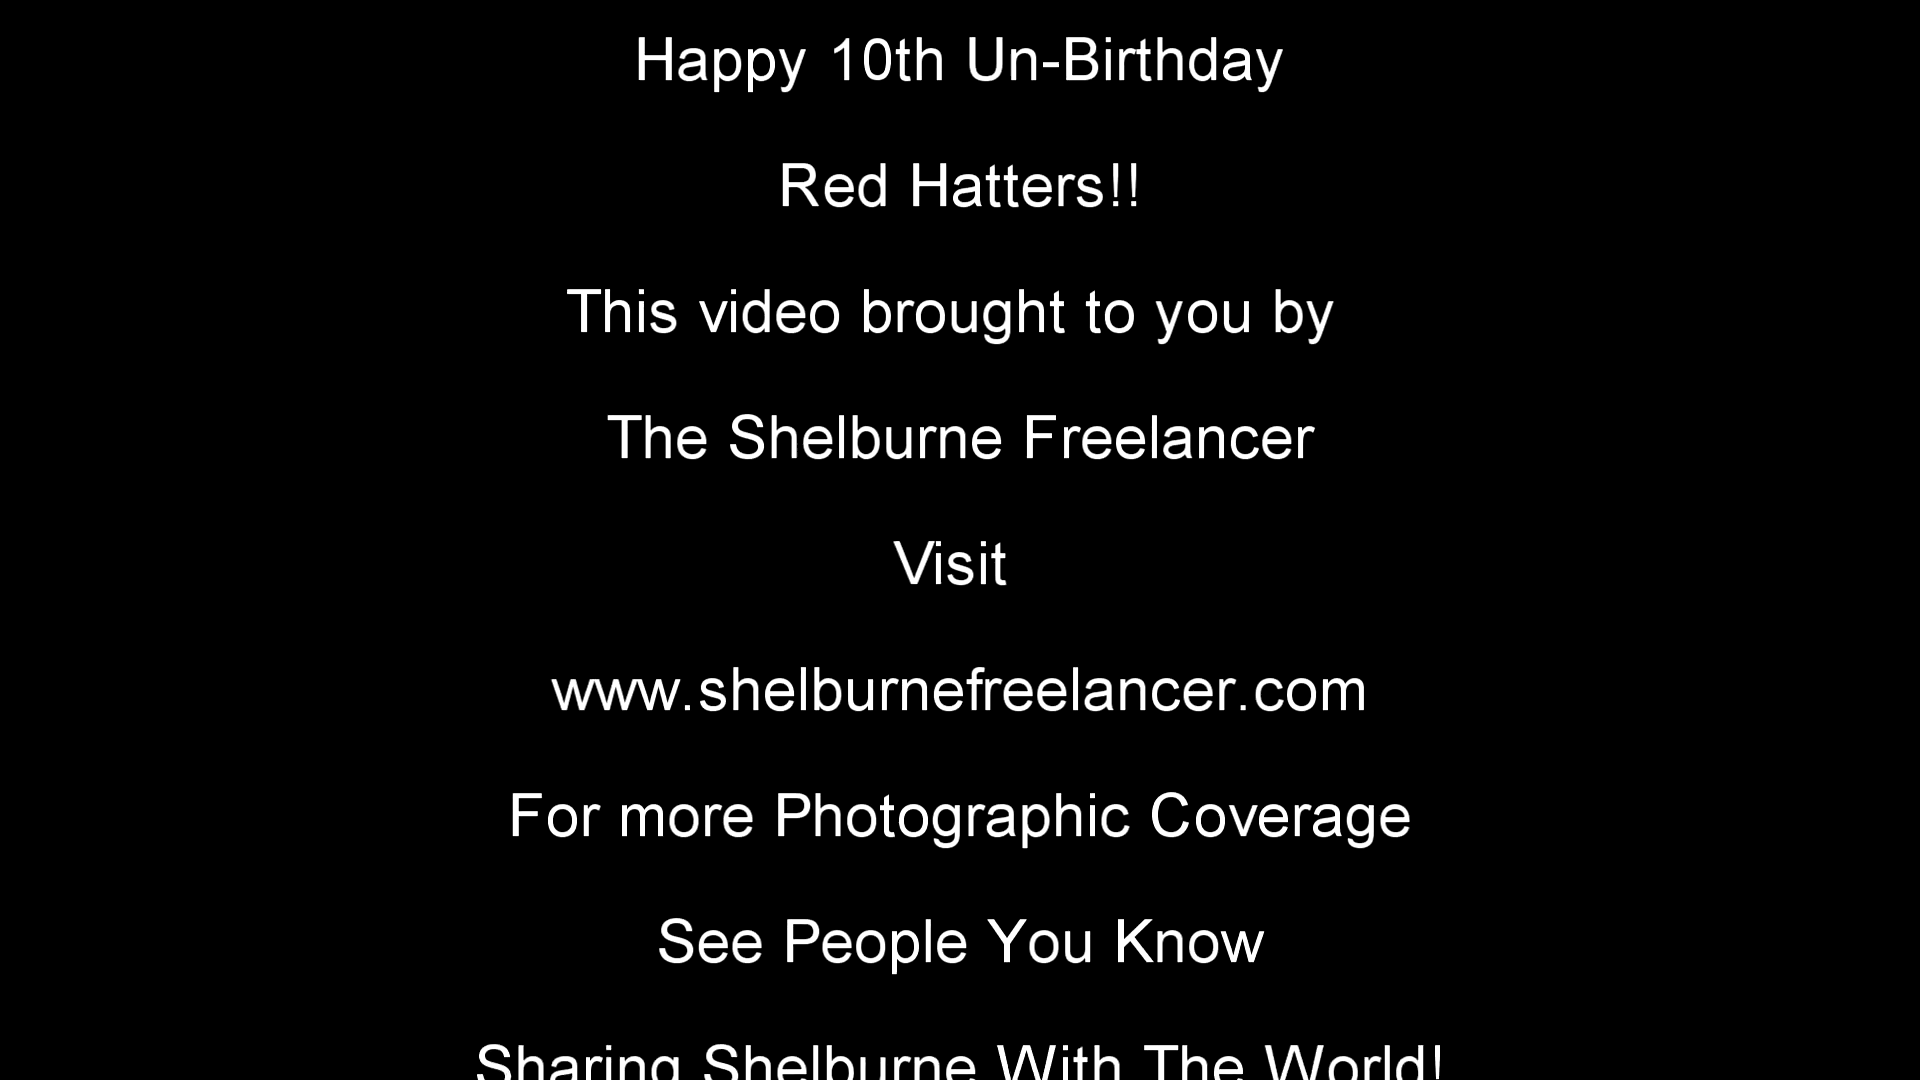 Happy 10th Un-Birthday
Red Hatters!!
This video brought to you by
The Shelburne Freelancer
Visit
www.shelburnefreelancer.com
For more Photographic Coverage
See People You Know
Sharing Shelburne With The World!